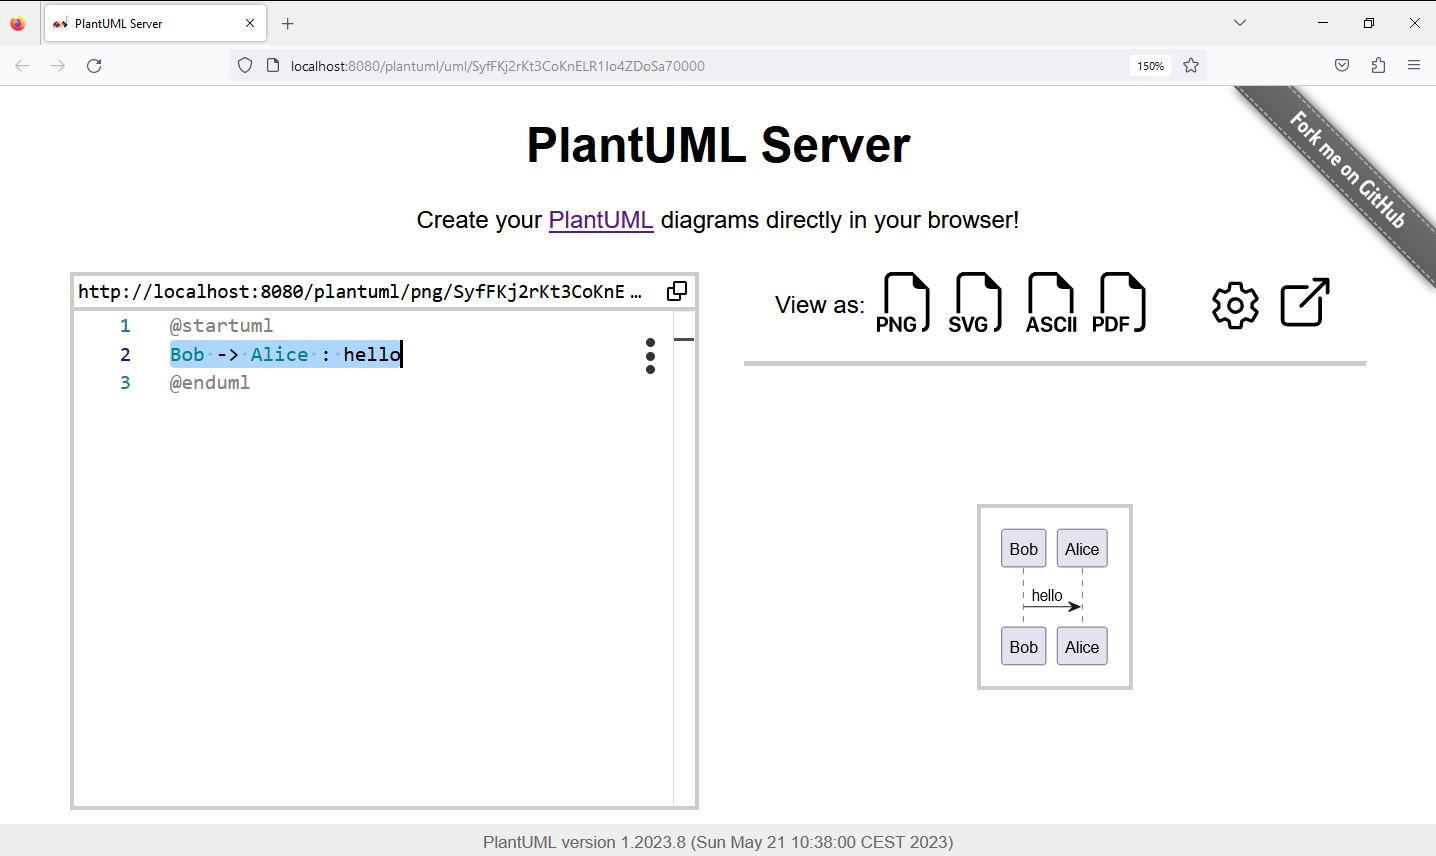 PlantUML Server
localhost:8080/plantuml/uml/SyfFKj2rKt3CoKnELR1Io4ZDoSa70000
150%
Fork me on GitHub
PlantUML Server
Create your PlantUML diagrams directly in your browser!
http://localhost:8080/plantuml/png/SyfFKj2rKt3CoKnE...
View as: PNG SVG ASCII PDF
1 @startuml
2 Bob -> Alice : hello
3 @enduml
Bob Alice
hello
Bob Alice
PlantUML version 1.2023.8 (Sun May 21 10:38:00 CEST 2023)